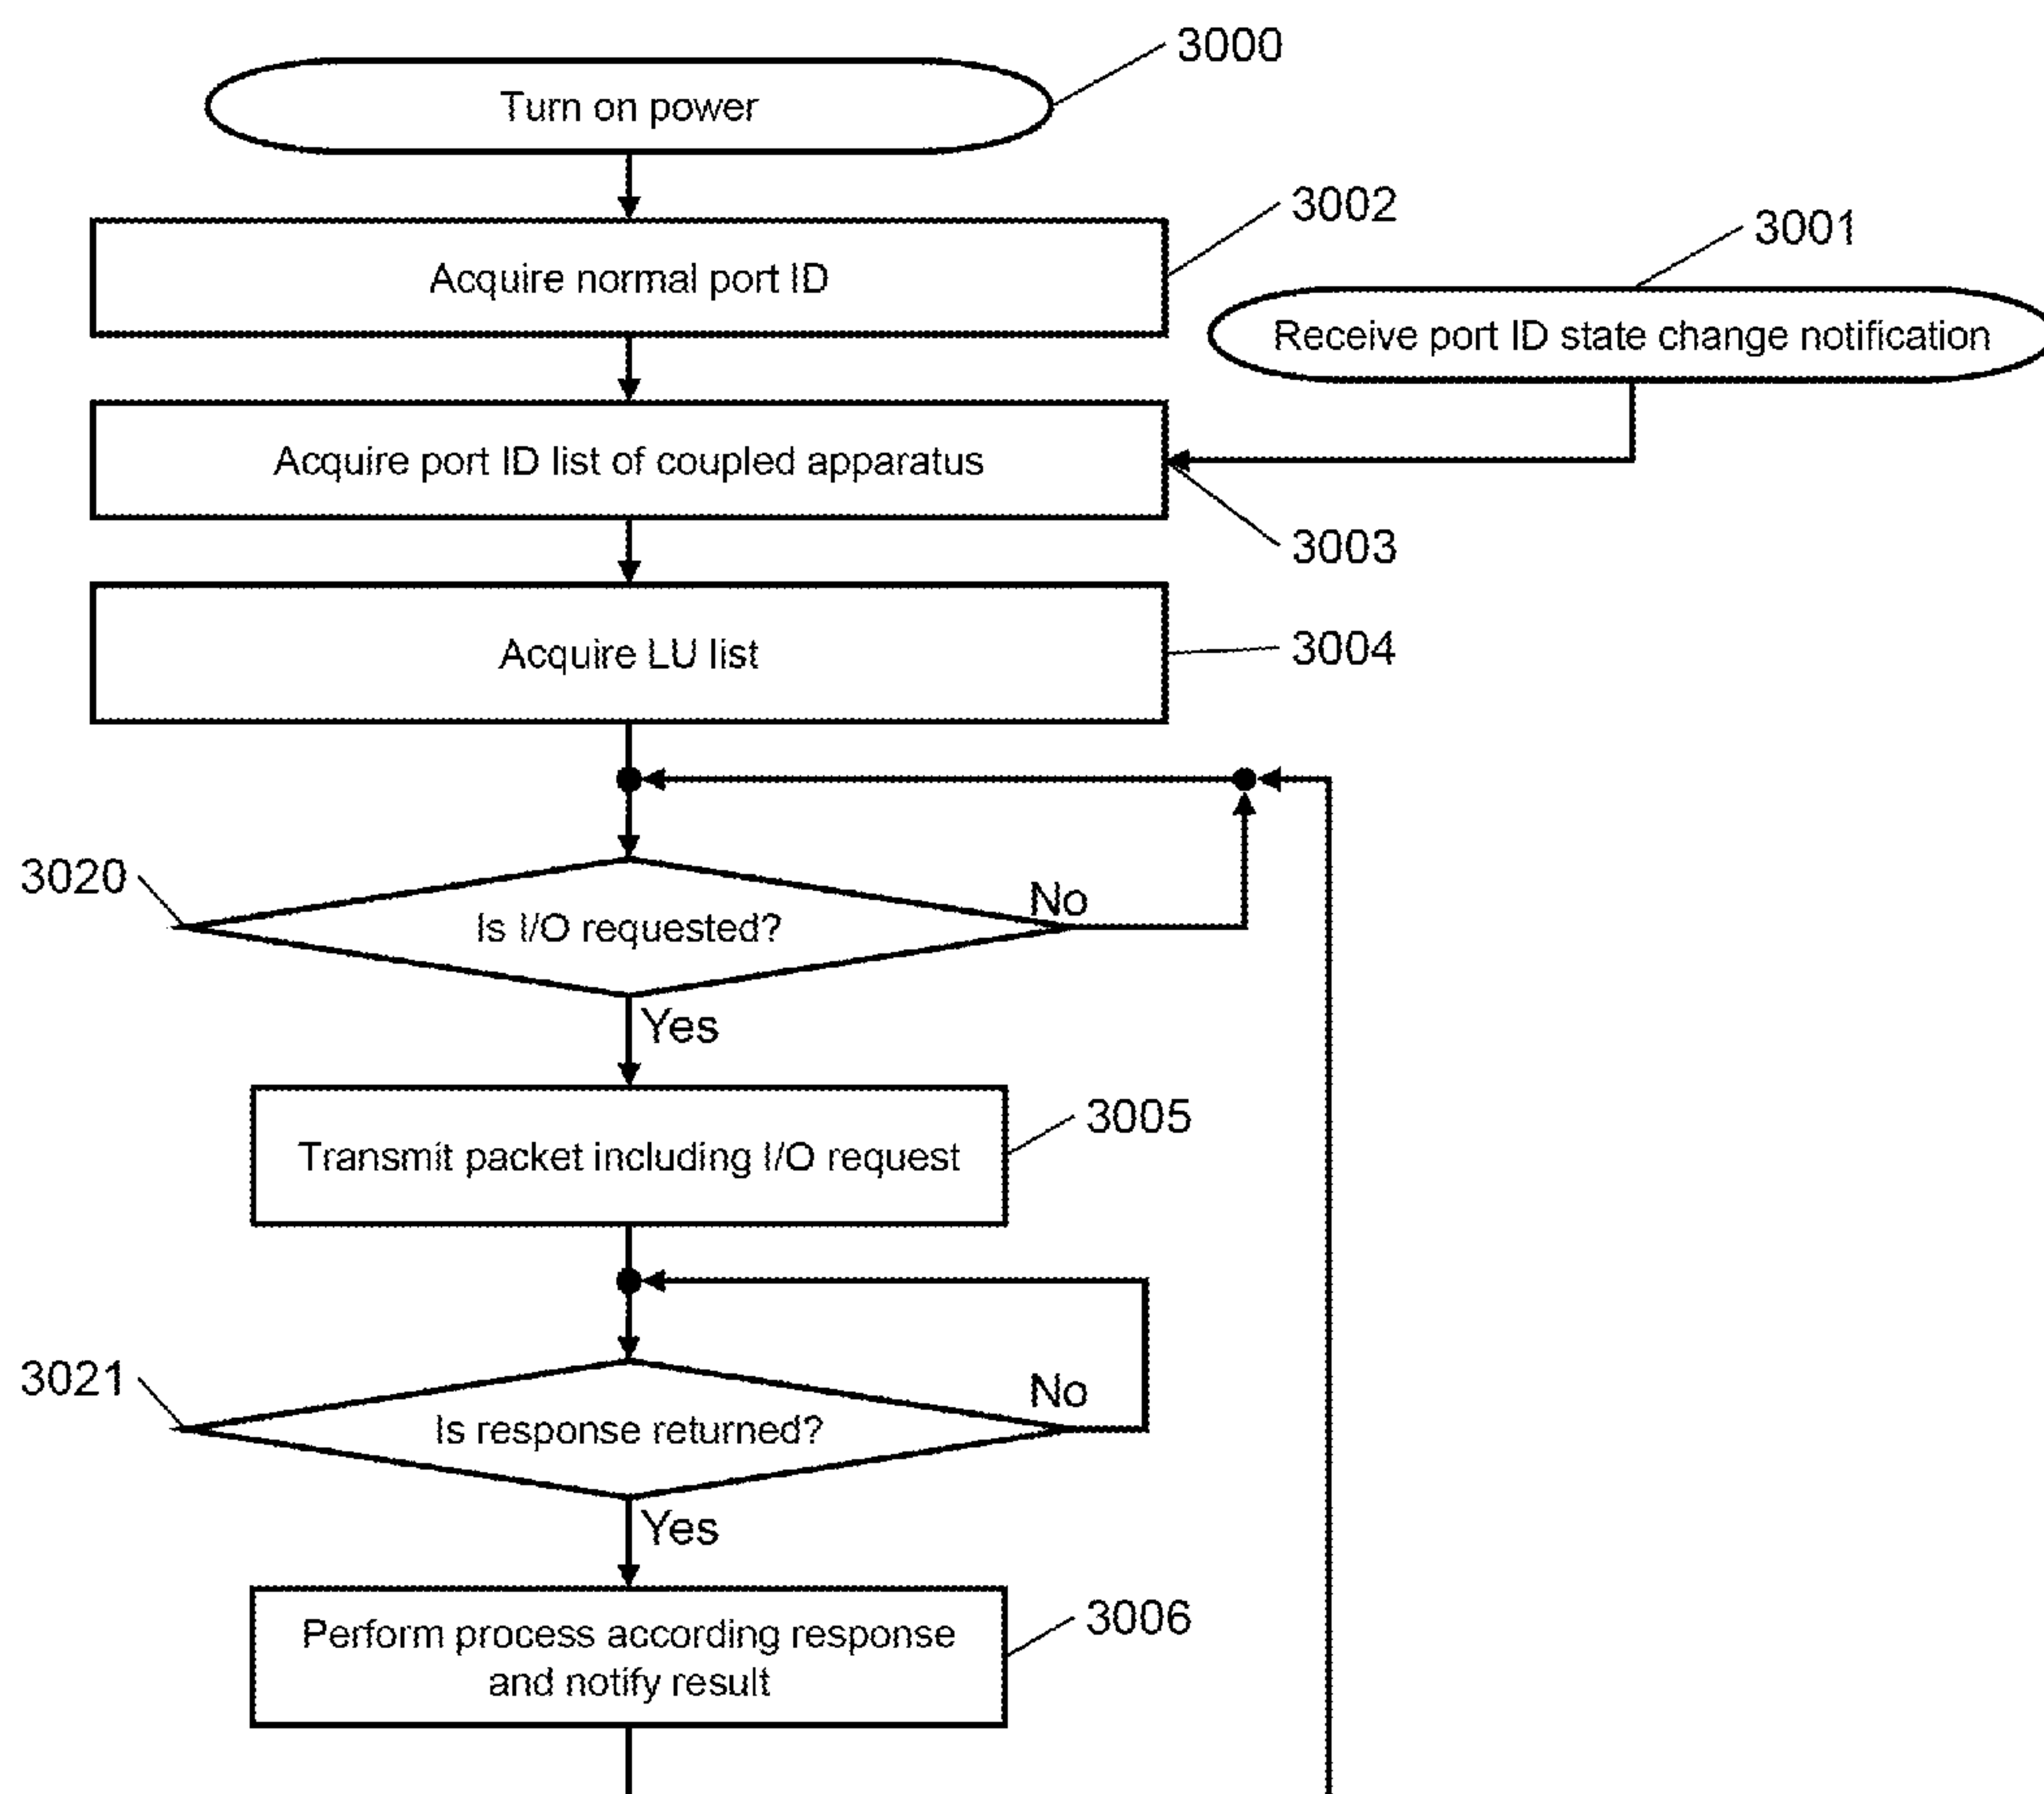 3000
Turn on power
3002
3001
Acquire normal port ID
Receive port ID state change notification
Acquire port ID list of coupled apparatus
3003
Acquire LU list
3004
3020
No
Is I/O requested?
Yes
3005
Transmit packet including I/O request
3021
No
Is response returned?
Yes
3006
Perform process according response
and notify result